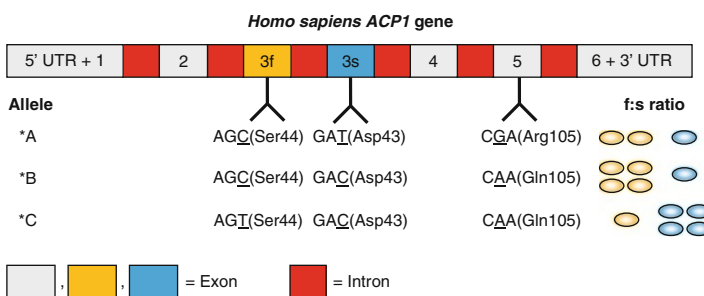 Homo sapiens ACP1 gene
5' UTR + 1 2 3f 3s 4 5 6 + 3' UTR
Allele f:s ratio
*A AGC(Ser44) GAT(Asp43) CGA(Arg105)
*B AGC(Ser44) GAC(Asp43) CAA(Gln105)
*C AGT(Ser44) GAC(Asp43) CAA(Gln105)
, , = Exon = Intron